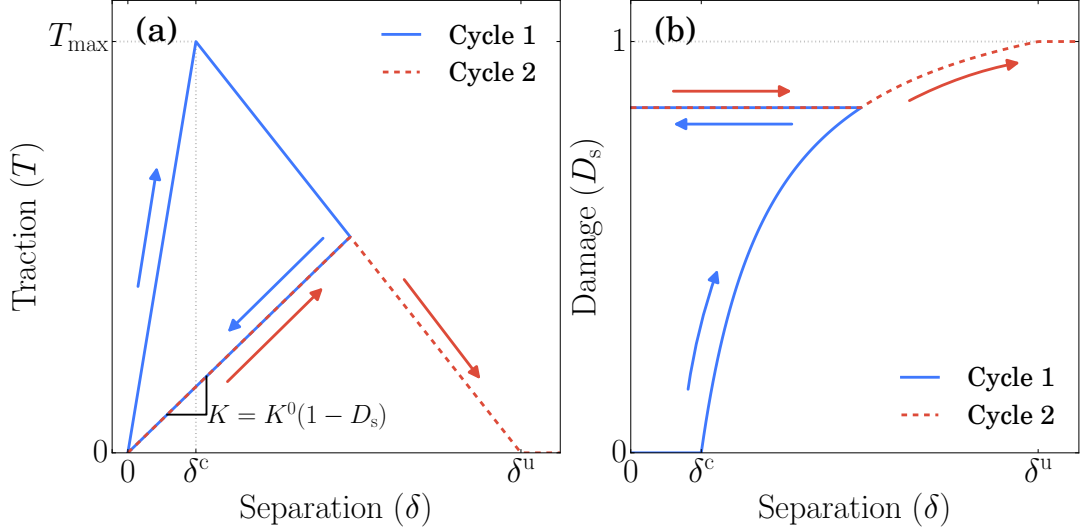 (a)
Cycle 1
Cycle 2
T_max
Traction (T)
K = K^0(1 − D_s)
0
0
δ^c
δ^u
Separation (δ)
(b)
1
Damage (D_s)
Cycle 1
Cycle 2
0
0
δ^c
δ^u
Separation (δ)